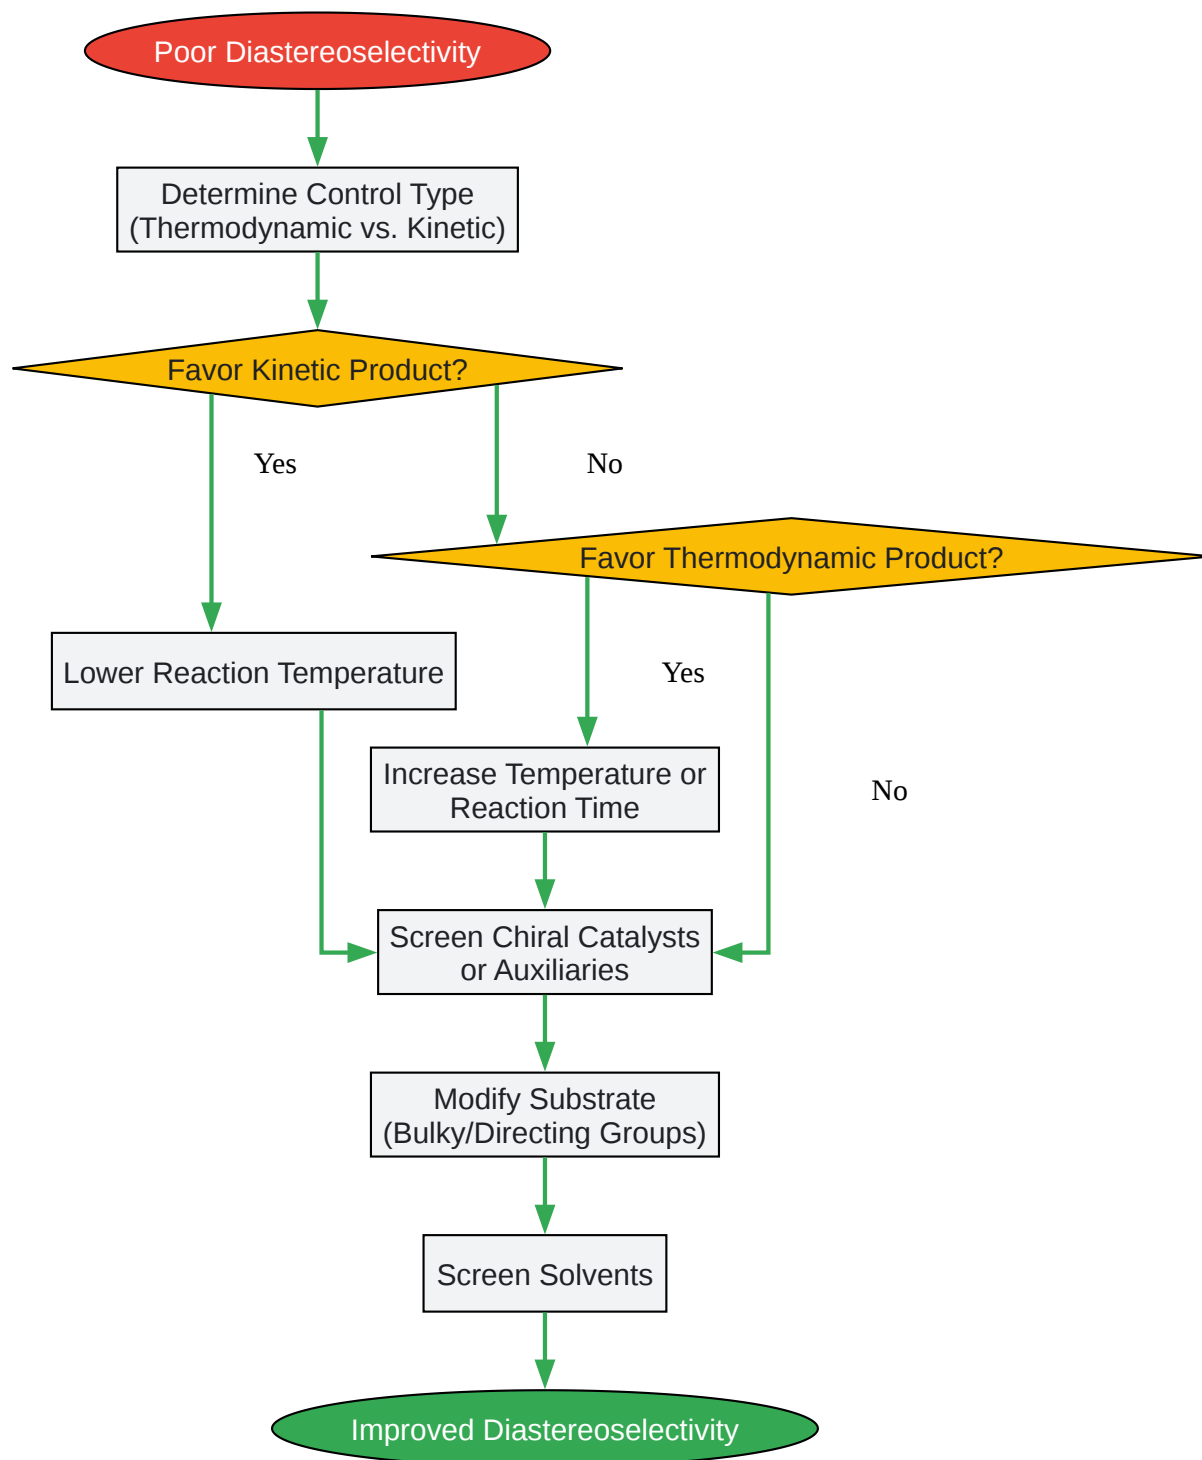 Poor Diastereoselectivity
Determine Control Type
(Thermodynamic vs. Kinetic)
Favor Kinetic Product?
Yes
No
Favor Thermodynamic Product?
Lower Reaction Temperature
Yes
Increase Temperature or
Reaction Time
No
Screen Chiral Catalysts
or Auxiliaries
Modify Substrate
(Bulky/Directing Groups)
Screen Solvents
Improved Diastereoselectivity